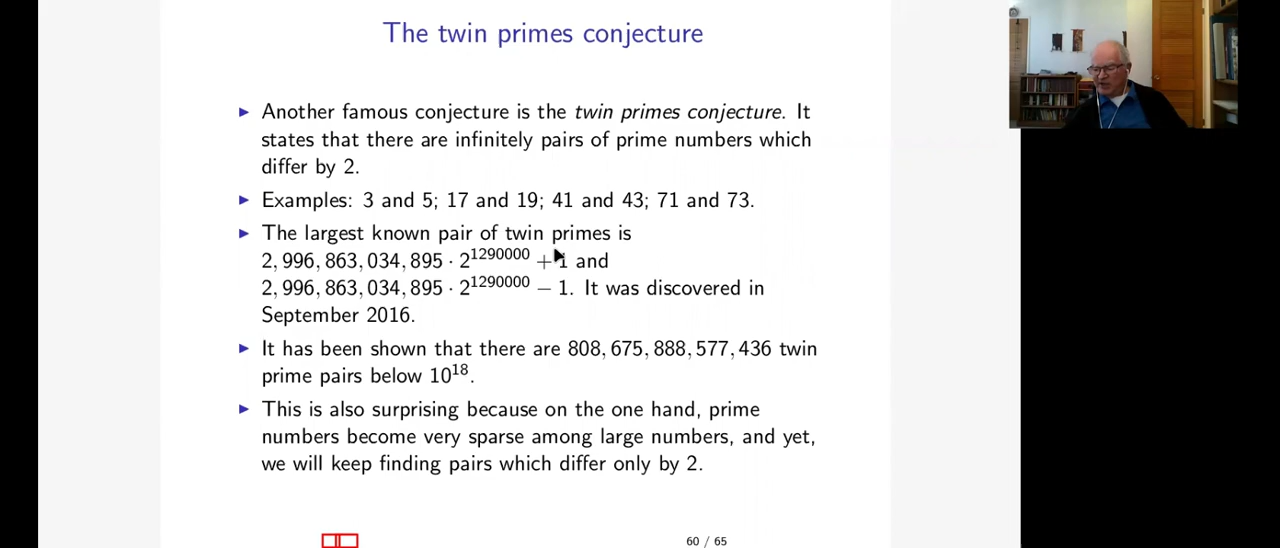 The twin primes conjecture
▶ Another famous conjecture is the twin primes conjecture. It
states that there are infinitely pairs of prime numbers which
differ by 2.
▶ Examples: 3 and 5; 17 and 19; 41 and 43; 71 and 73.
▶ The largest known pair of twin primes is
2, 996, 863, 034, 895 · 2^1290000 + 1 and
2, 996, 863, 034, 895 · 2^1290000 − 1. It was discovered in
September 2016.
▶ It has been shown that there are 808, 675, 888, 577, 436 twin
prime pairs below 10^18.
▶ This is also surprising because on the one hand, prime
numbers become very sparse among large numbers, and yet,
we will keep finding pairs which differ only by 2.
60 / 65